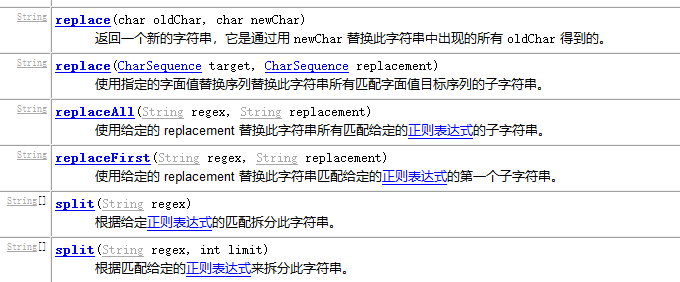 String replace(char oldChar, char newChar)
返回一个新的字符串，它是通过用 newChar 替换此字符串中出现的所有 oldChar 得到的。
String replace(CharSequence target, CharSequence replacement)
使用指定的字面值替换序列替换此字符串所有匹配字面值目标序列的子字符串。
String replaceAll(String regex, String replacement)
使用给定的 replacement 替换此字符串所有匹配给定的正则表达式的子字符串。
String replaceFirst(String regex, String replacement)
使用给定的 replacement 替换此字符串匹配给定的正则表达式的第一个子字符串。
String[] split(String regex)
根据给定正则表达式的匹配拆分此字符串。
String[] split(String regex, int limit)
根据匹配给定的正则表达式来拆分此字符串。